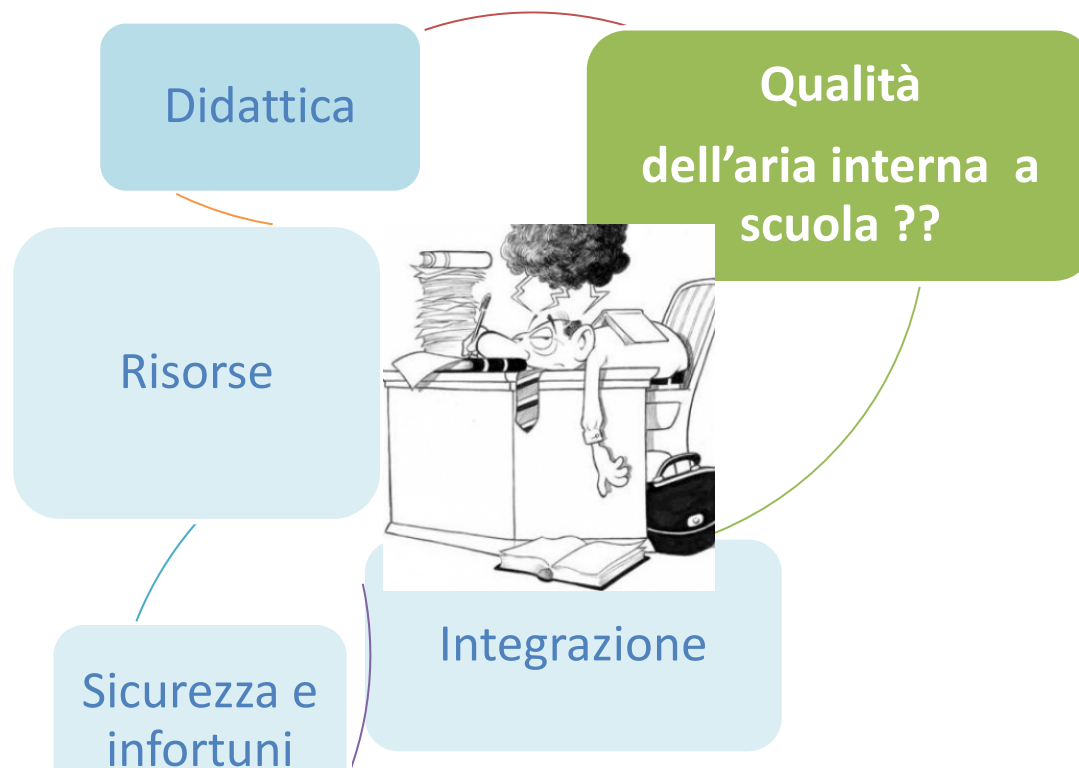 Didattica
Qualità
dell’aria interna  a
scuola ??
Risorse
Integrazione
Sicurezza e
infortuni